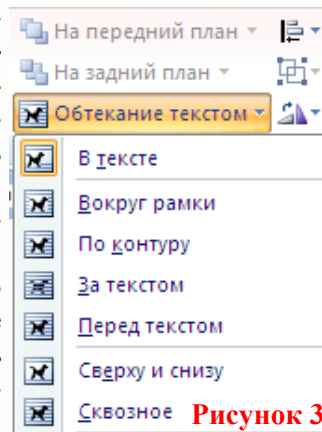 На передний план
На задний план
Обтекание текстом
В тексте
Вокруг рамки
По контуру
За текстом
Перед текстом
Сверху и снизу
Сквозное
Рисунок 3